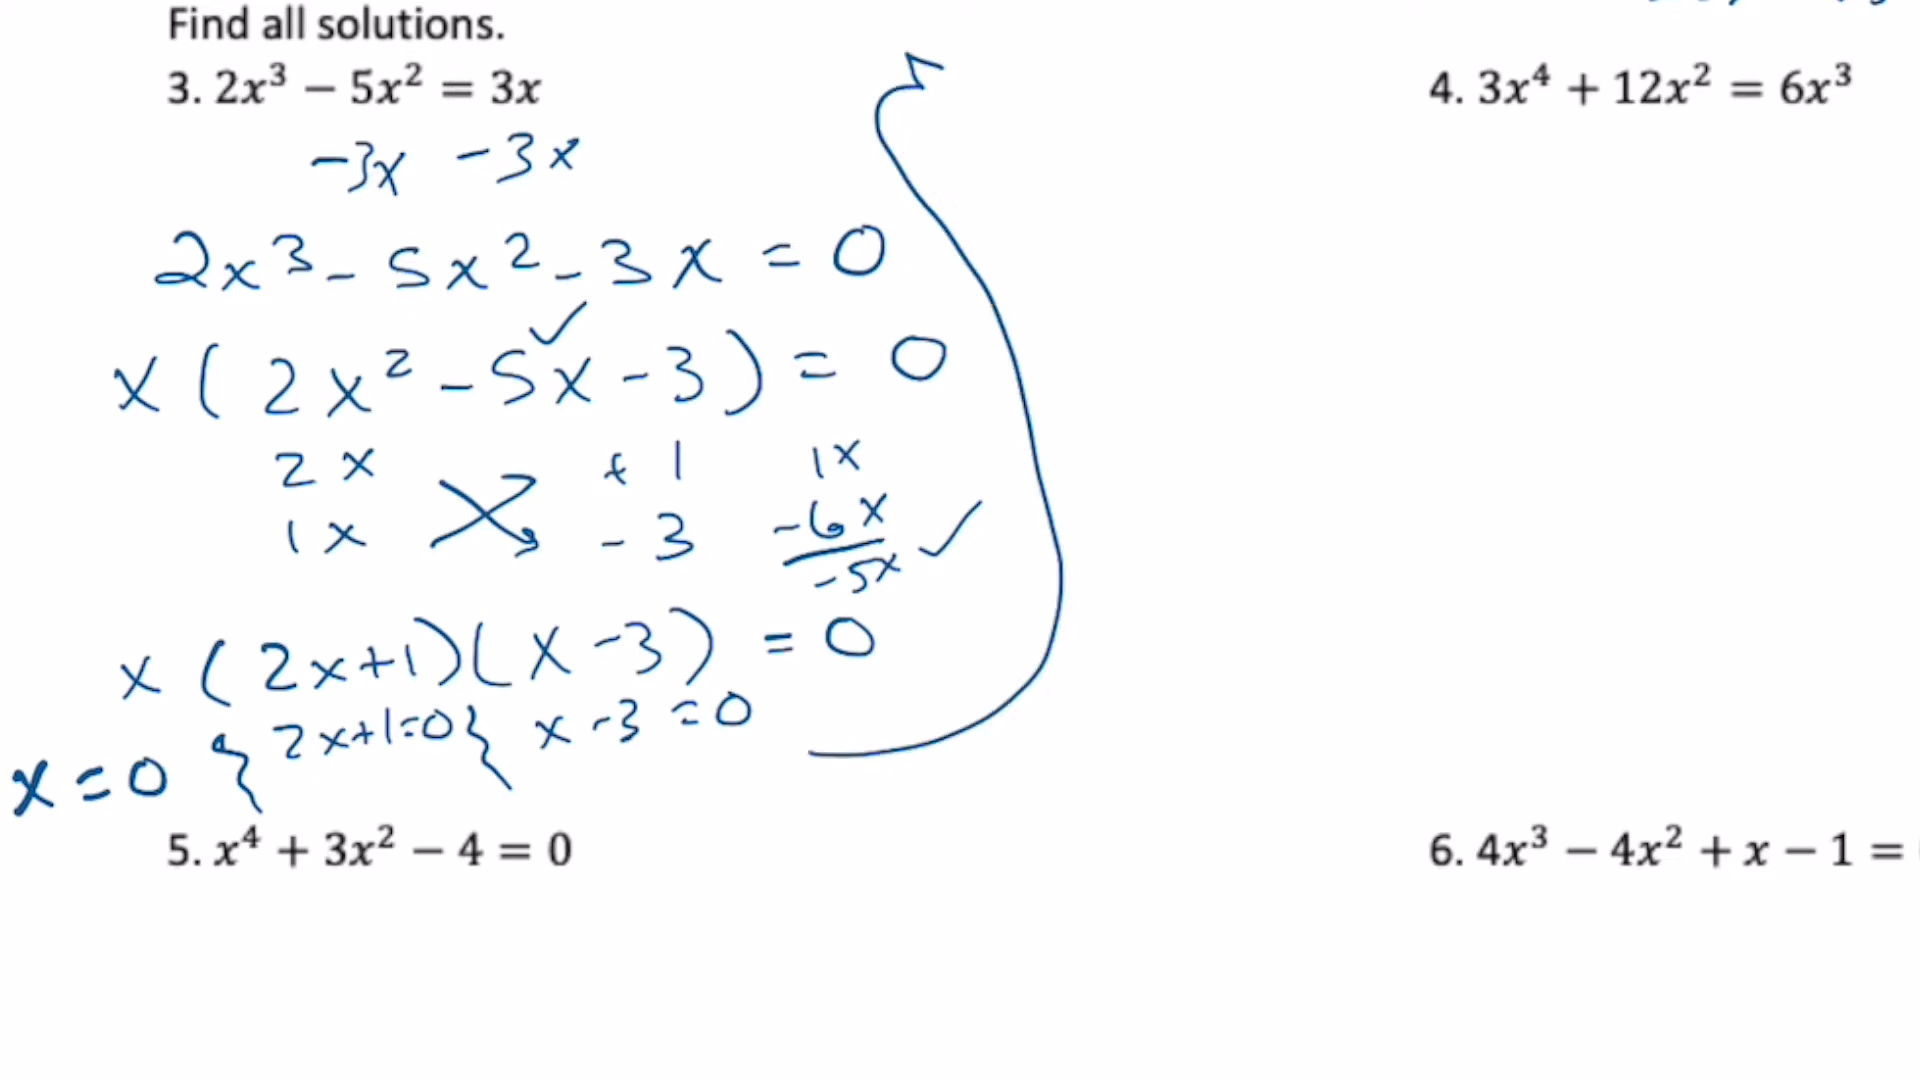 Find all solutions.
3. 2x³ − 5x² = 3x
−3x −3x
2x³ − 5x² − 3x = 0
x(2x² − 5x − 3) = 0
2x + 1 1x
1x − 3 −6x
−5x
x(2x+1)(x−3) = 0
x=0 { 2x+1=0 } x−3=0
4. 3x⁴ + 12x² = 6x³
5. x⁴ + 3x² − 4 = 0
6. 4x³ − 4x² + x − 1 =